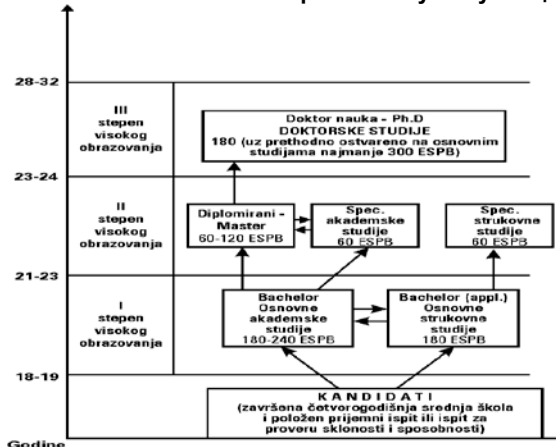 28-32
III
stepen
visokog
obrazovanja
Doktor nauka - Ph.D
DOKTORSKE STUDIJE
180 (uz prethodno ostvareno na osnovnim
studijama najmanje 300 ESPB)
23-24
II
stepen
visokog
obrazovanja
Diplomirani -
Master
60-120 ESPB
Spec.
akademske
studije
60 ESPB
Spec.
strukovne
studije
60 ESPB
21-23
I
stepen
visokog
obrazovanja
Bachelor
Osnovne
akademske
studije
180-240 ESPB
Bachelor (appl.)
Osnovne
strukovne
studije
180 ESPB
18-19
KANDIDATI
(završena četvorogodišnja srednja škola
i položen prijemni ispit ili ispit za
proveru sklonosti i sposobnosti)
Godine